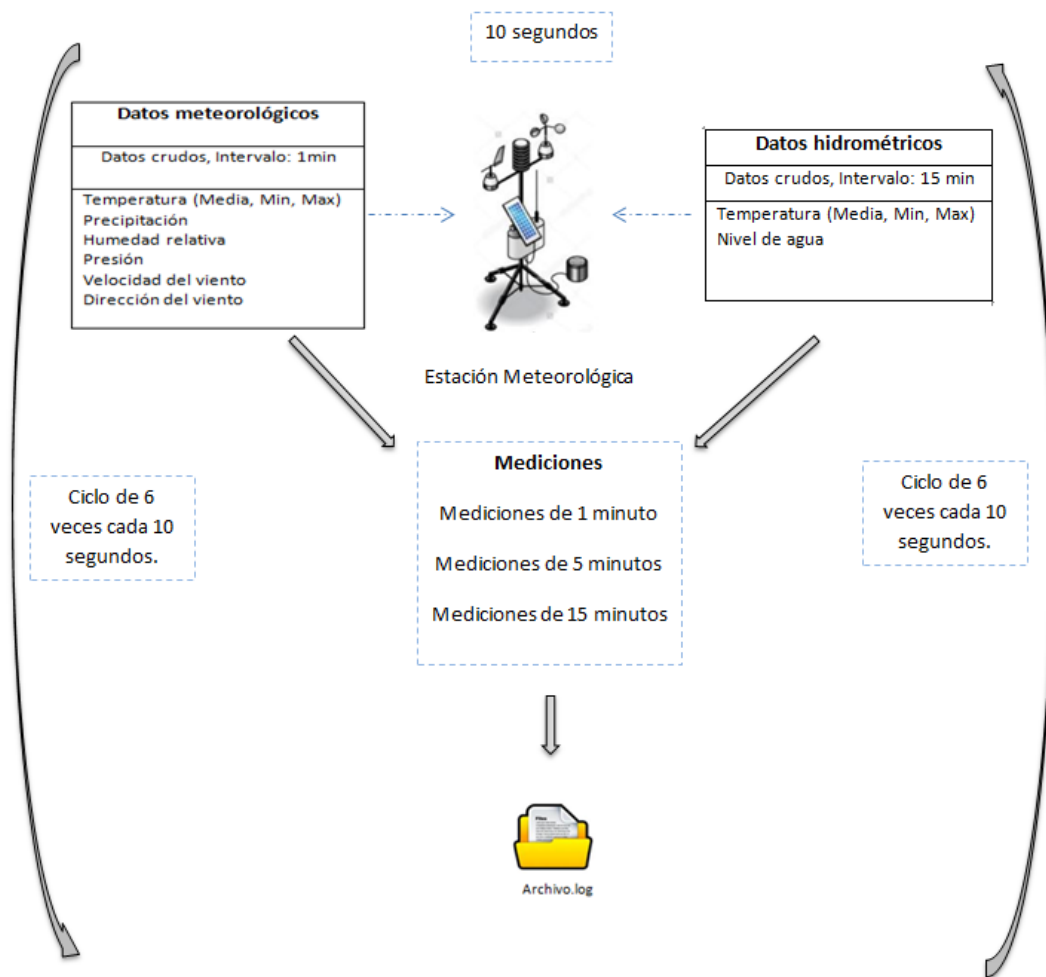 10 segundos
Datos meteorológicos
Datos crudos, Intervalo: 1min
Temperatura (Media, Min, Max)
Precipitación
Humedad relativa
Presión
Velocidad del viento
Dirección del viento
Datos hidrométricos
Datos crudos, Intervalo: 15 min
Temperatura (Media, Min, Max)
Nivel de agua
Estación Meteorológica
Mediciones
Mediciones de 1 minuto
Mediciones de 5 minutos
Mediciones de 15 minutos
Ciclo de 6
veces cada 10
segundos.
Ciclo de 6
veces cada 10
segundos.
Files
Archivo.log